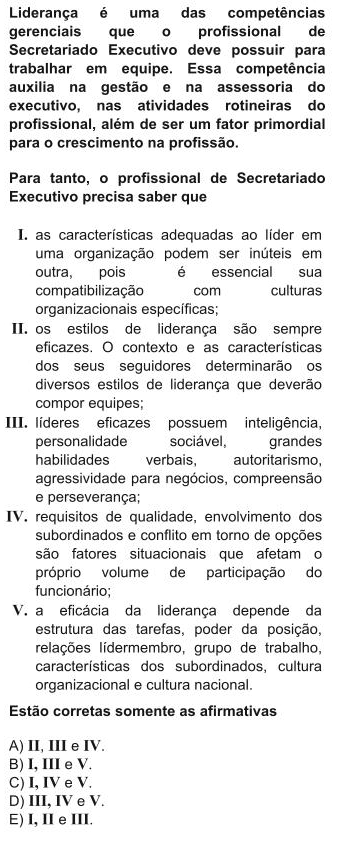 Liderança é uma das competências
gerenciais que o profissional de
Secretariado Executivo deve possuir para
trabalhar em equipe. Essa competência
auxilia na gestão e na assessoria do
executivo, nas atividades rotineiras do
profissional, além de ser um fator primordial
para o crescimento na profissão.
Para tanto, o profissional de Secretariado
Executivo precisa saber que
I. as características adequadas ao líder em
uma organização podem ser inúteis em
outra, pois é essencial sua
compatibilização com culturas
organizacionais específicas;
II. os estilos de liderança são sempre
eficazes. O contexto e as características
dos seus seguidores determinarão os
diversos estilos de liderança que deverão
compor equipes;
III. líderes eficazes possuem inteligência,
personalidade sociável, grandes
habilidades verbais, autoritarismo,
agressividade para negócios, compreensão
e perseverança;
IV. requisitos de qualidade, envolvimento dos
subordinados e conflito em torno de opções
são fatores situacionais que afetam o
próprio volume de participação do
funcionário;
V. a eficácia da liderança depende da
estrutura das tarefas, poder da posição,
relações lídermembro, grupo de trabalho,
características dos subordinados, cultura
organizacional e cultura nacional.
Estão corretas somente as afirmativas
A) II, III e IV.
B) I, III e V.
C) I, IV e V.
D) III, IV e V.
E) I, II e III.